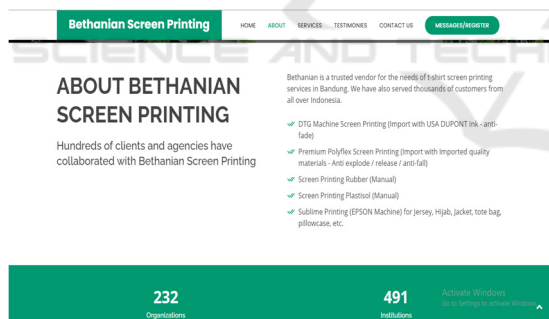 Bethanian Screen Printing
HOME ABOUT SERVICES TESTIMONIES CONTACT US MESSAGES/REGISTER
SCIENCE AND TECH
ABOUT BETHANIAN
SCREEN PRINTING
Hundreds of clients and agencies have
collaborated with Bethanian Screen Printing
Bethanian is a trusted vendor for the needs of t-shirt screen printing
services in Bandung. We have also served thousands of customers from
all over Indonesia.
DTG Machine Screen Printing (Import with USA DUPONT Ink - anti-
fade)
Premium Polyflex Screen Printing (Import with Imported quality
materials - Anti explode / release / anti-fall)
Screen Printing Rubber (Manual)
Screen Printing Plastisol (Manual)
Sublime Printing (EPSON Machine) for Jersey, Hijab, Jacket, tote bag,
pillowcase, etc.
232
Organizations
491
Institutions
Activate Windows
Go to Settings to activate Windows.